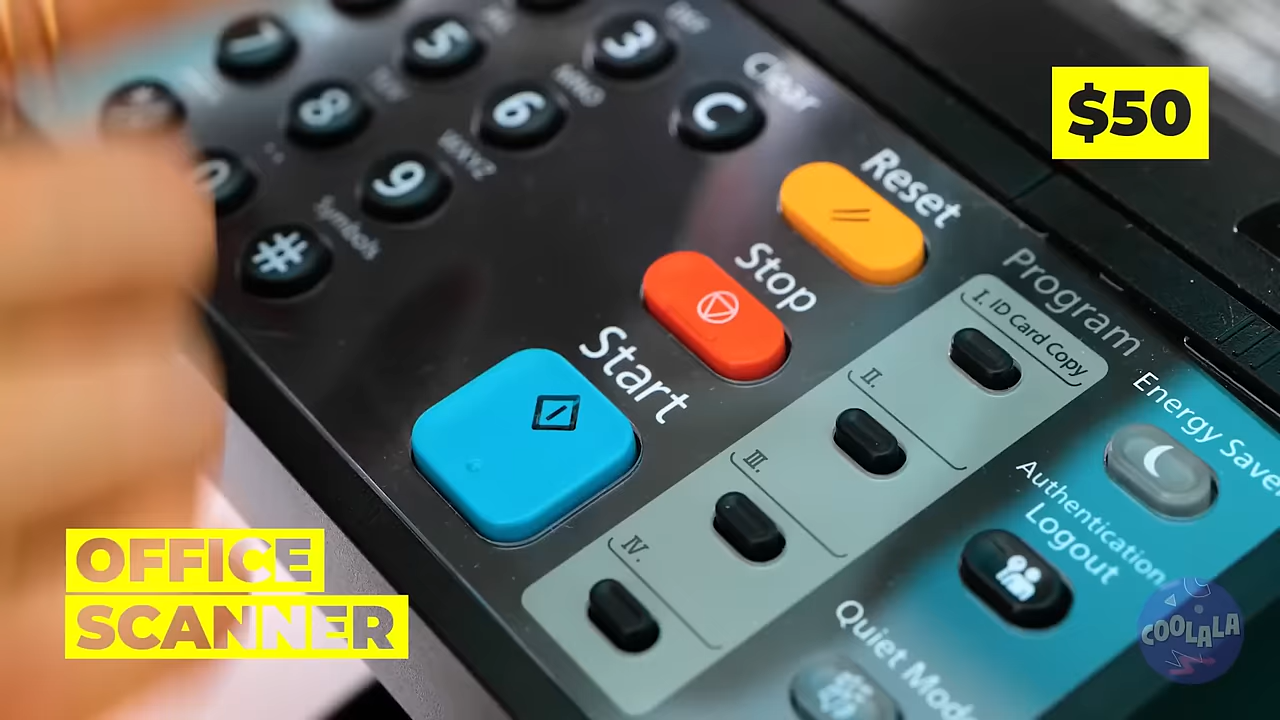 $50
5
3
8
6
C
Clear
9
WXYZ
#
Symbols
Reset
Stop
Start
Program
I. ID Card Copy
II.
III.
IV.
Energy Saver
Authentication
Logout
Quiet Mode
OFFICE
SCANNER
COOLALA